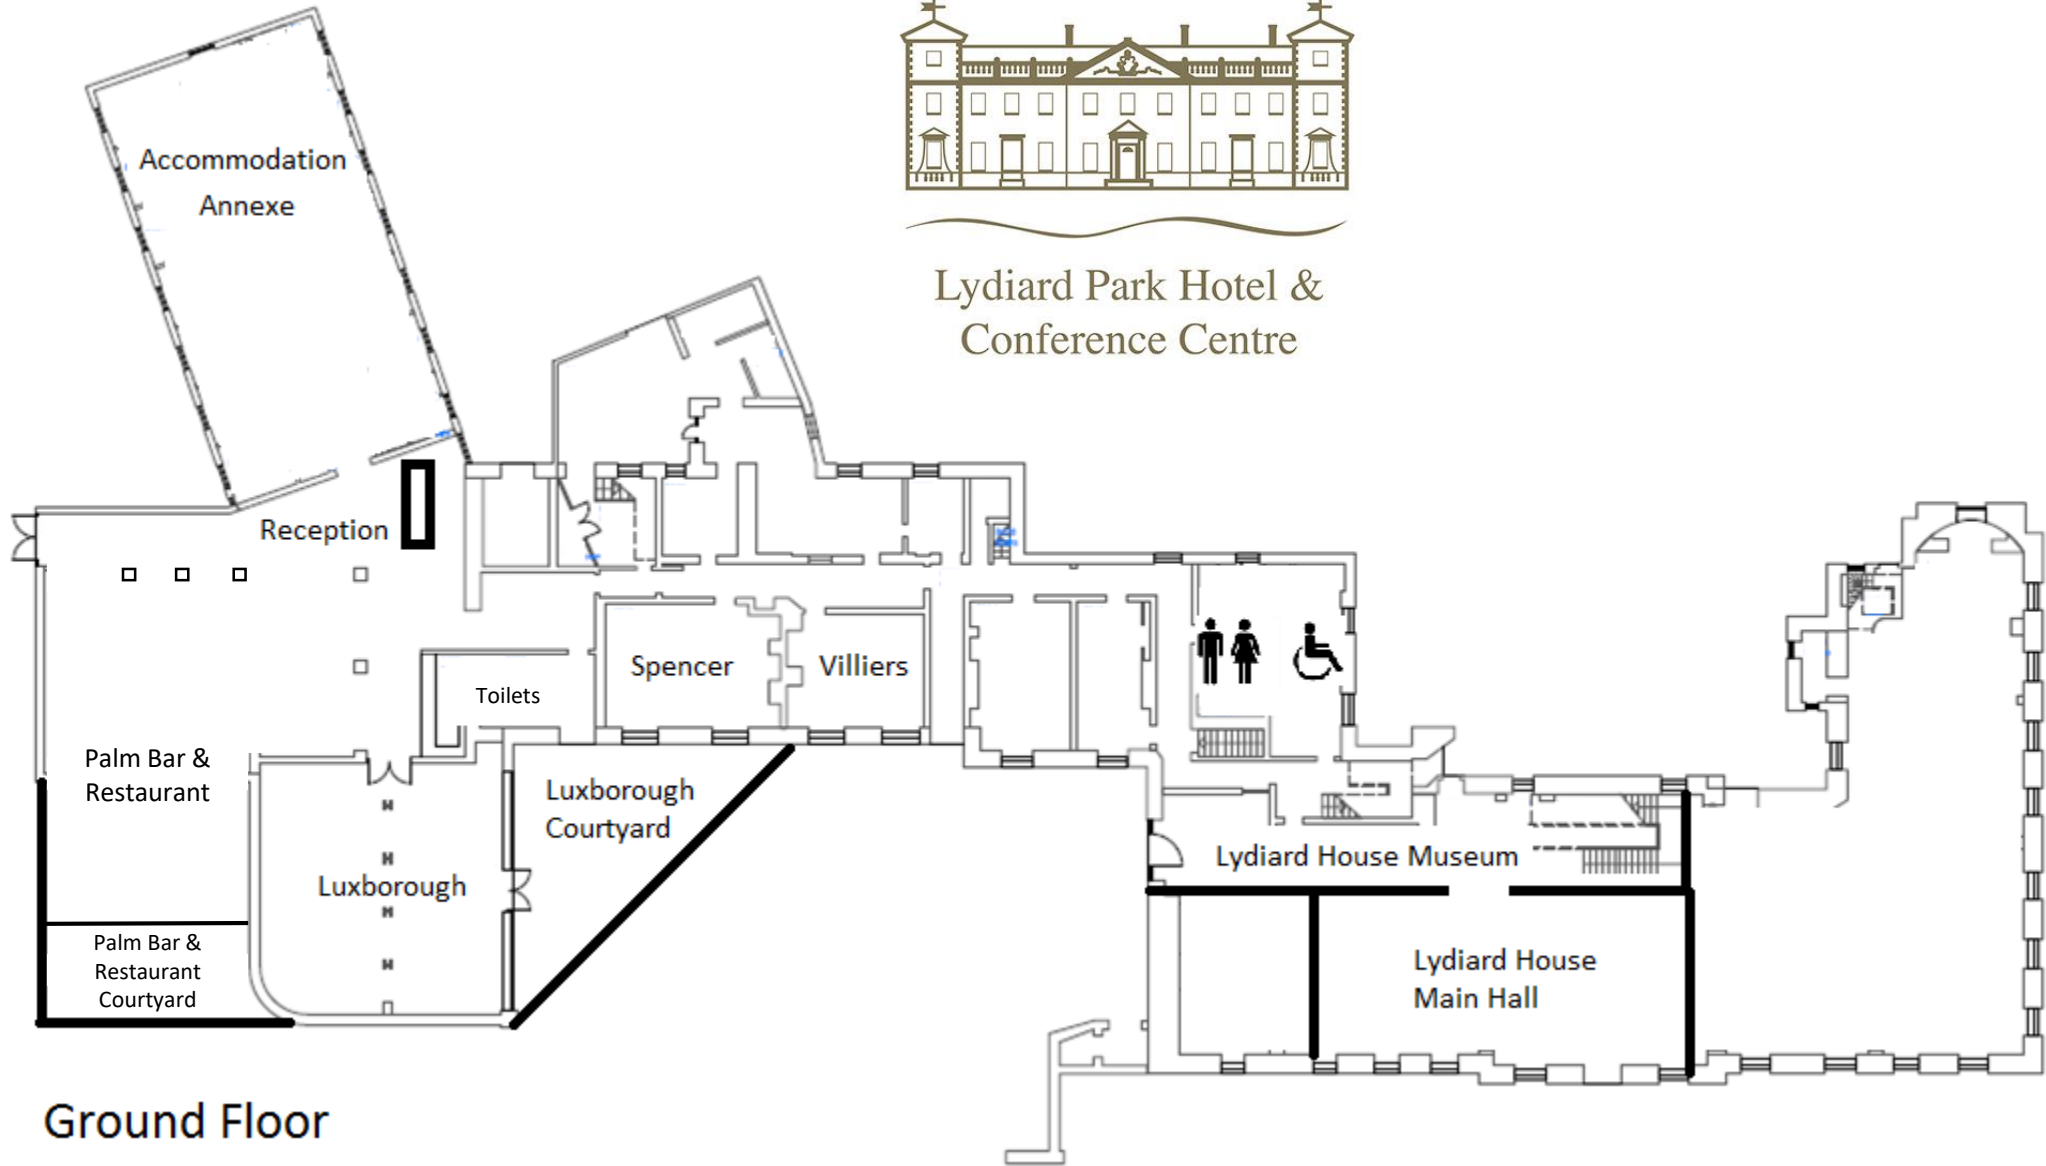 Lydiard Park Hotel &
Conference Centre
Accommodation
Annexe
Reception
Spencer
Villiers
Toilets
Palm Bar &
Restaurant
Luxborough
Courtyard
Luxborough
Lydiard House Museum
Palm Bar &
Restaurant
Courtyard
Lydiard House
Main Hall
Ground Floor